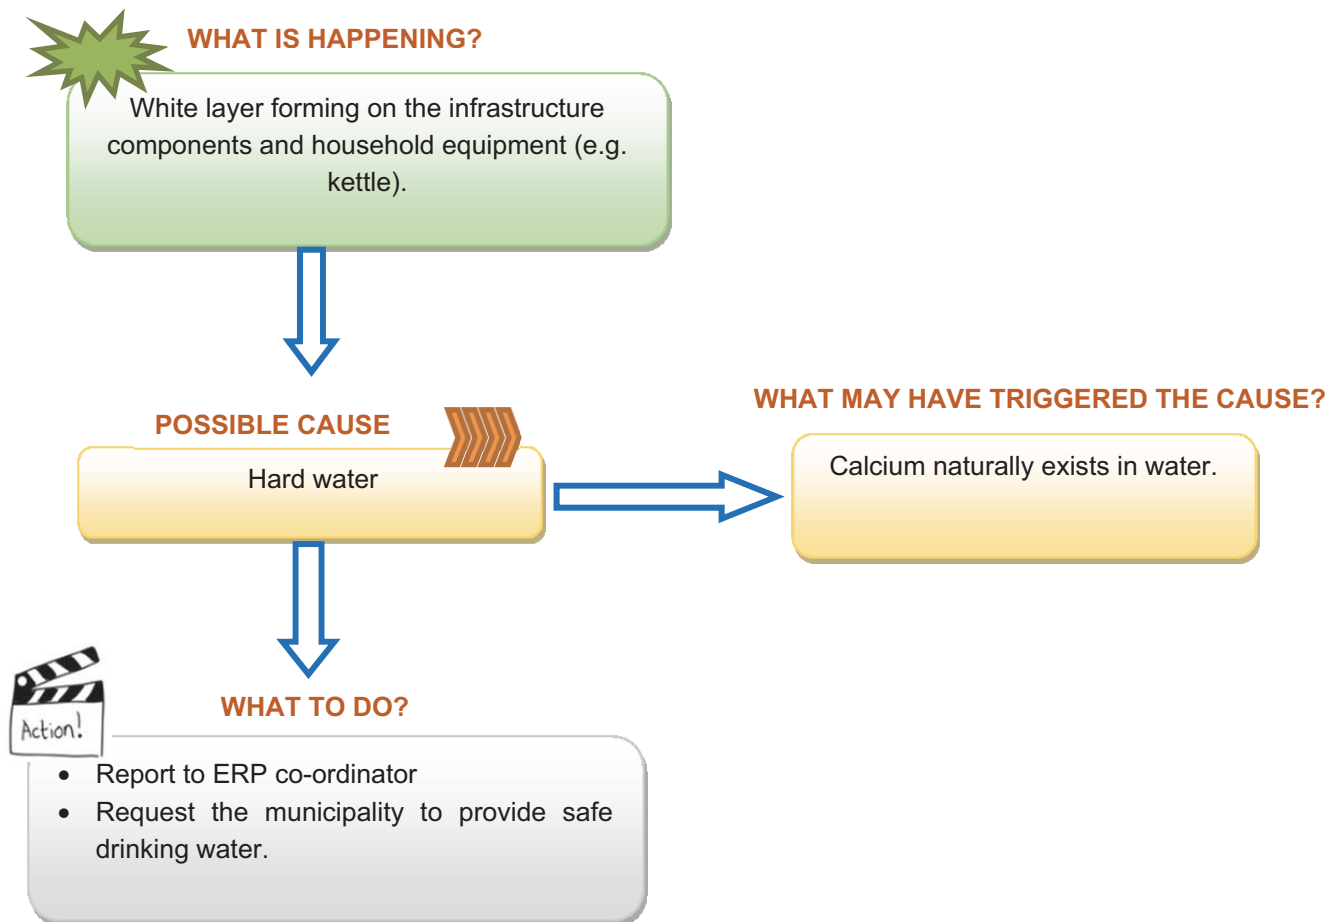 WHAT IS HAPPENING?
White layer forming on the infrastructure
components and household equipment (e.g.
kettle).
POSSIBLE CAUSE
Hard water
WHAT MAY HAVE TRIGGERED THE CAUSE?
Calcium naturally exists in water.
Action!
WHAT TO DO?
• Report to ERP co-ordinator
• Request the municipality to provide safe
drinking water.